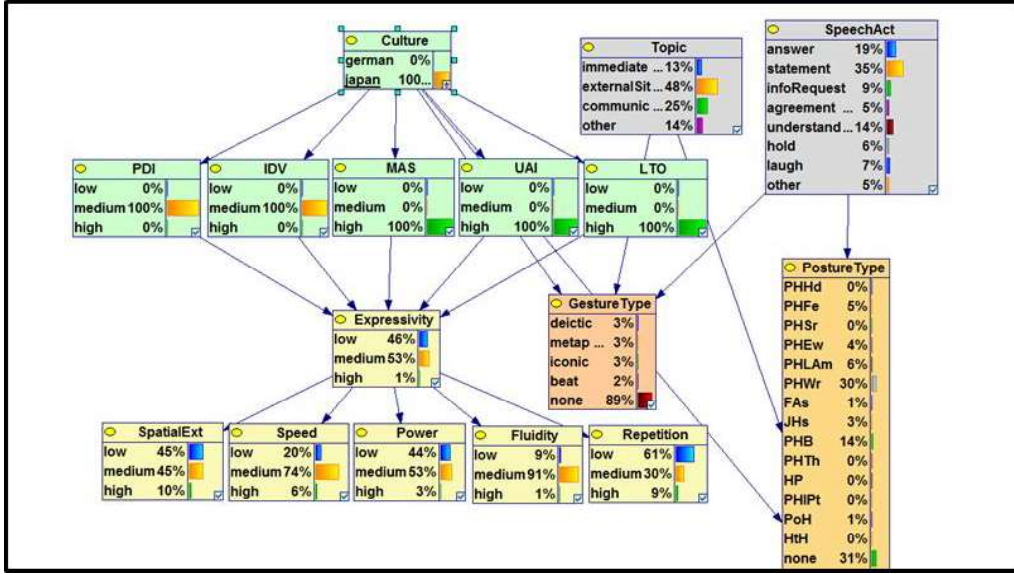 Culture
german 0%
japan 100...
Topic
immediate ... 13%
externalSit ... 48%
communic ... 25%
other 14%
SpeechAct
answer 19%
statement 35%
infoRequest 9%
agreement ... 5%
understand ... 14%
hold 6%
laugh 7%
other 5%
PDI
low 0%
medium 100%
high 0%
IDV
low 0%
medium 100%
high 0%
MAS
low 0%
medium 0%
high 100%
UAI
low 0%
medium 0%
high 100%
LTO
low 0%
medium 0%
high 100%
Expressivity
low 46%
medium 53%
high 1%
GestureType
deictic 3%
metap ... 3%
iconic 3%
beat 2%
none 89%
PostureType
PHHd 0%
PHFe 5%
PHSr 0%
PHEw 4%
PHLAm 6%
PHWr 30%
FAs 1%
JHs 3%
PHB 14%
PHTh 0%
HP 0%
PHIPt 0%
PoH 1%
HtH 0%
none 31%
SpatialExt
low 45%
medium 45%
high 10%
Speed
low 20%
medium 74%
high 6%
Power
low 44%
medium 53%
high 3%
Fluidity
low 9%
medium 91%
high 1%
Repetition
low 61%
medium 30%
high 9%